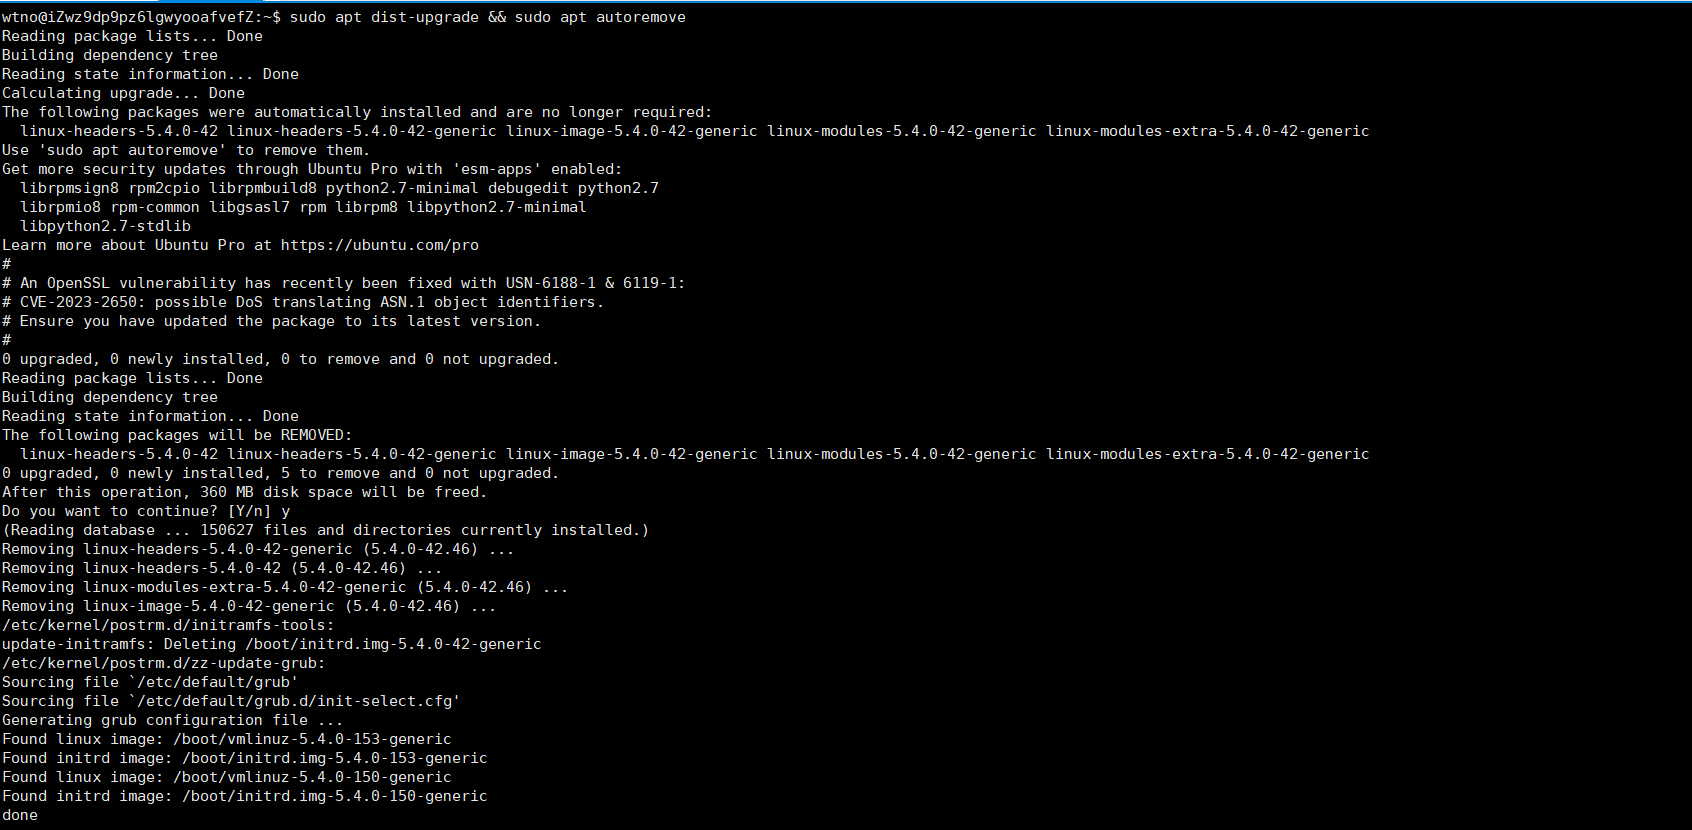 wtno@iZwz9dp9pz6lgwyooafvefZ:~$ sudo apt dist-upgrade && sudo apt autoremove
Reading package lists... Done
Building dependency tree
Reading state information... Done
Calculating upgrade... Done
The following packages were automatically installed and are no longer required:
  linux-headers-5.4.0-42 linux-headers-5.4.0-42-generic linux-image-5.4.0-42-generic linux-modules-5.4.0-42-generic linux-modules-extra-5.4.0-42-generic
Use 'sudo apt autoremove' to remove them.
Get more security updates through Ubuntu Pro with 'esm-apps' enabled:
  librpmsign8 rpm2cpio librpmbuild8 python2.7-minimal debugedit python2.7
  librpmio8 rpm-common libgsasl7 rpm librpm8 libpython2.7-minimal
  libpython2.7-stdlib
Learn more about Ubuntu Pro at https://ubuntu.com/pro
#
# An OpenSSL vulnerability has recently been fixed with USN-6188-1 & 6119-1:
# CVE-2023-2650: possible DoS translating ASN.1 object identifiers.
# Ensure you have updated the package to its latest version.
#
0 upgraded, 0 newly installed, 0 to remove and 0 not upgraded.
Reading package lists... Done
Building dependency tree
Reading state information... Done
The following packages will be REMOVED:
  linux-headers-5.4.0-42 linux-headers-5.4.0-42-generic linux-image-5.4.0-42-generic linux-modules-5.4.0-42-generic linux-modules-extra-5.4.0-42-generic
0 upgraded, 0 newly installed, 5 to remove and 0 not upgraded.
After this operation, 360 MB disk space will be freed.
Do you want to continue? [Y/n] y
(Reading database ... 150627 files and directories currently installed.)
Removing linux-headers-5.4.0-42-generic (5.4.0-42.46) ...
Removing linux-headers-5.4.0-42 (5.4.0-42.46) ...
Removing linux-modules-extra-5.4.0-42-generic (5.4.0-42.46) ...
Removing linux-image-5.4.0-42-generic (5.4.0-42.46) ...
/etc/kernel/postrm.d/initramfs-tools:
update-initramfs: Deleting /boot/initrd.img-5.4.0-42-generic
/etc/kernel/postrm.d/zz-update-grub:
Sourcing file `/etc/default/grub'
Sourcing file `/etc/default/grub.d/init-select.cfg'
Generating grub configuration file ...
Found linux image: /boot/vmlinuz-5.4.0-153-generic
Found initrd image: /boot/initrd.img-5.4.0-153-generic
Found linux image: /boot/vmlinuz-5.4.0-150-generic
Found initrd image: /boot/initrd.img-5.4.0-150-generic
done